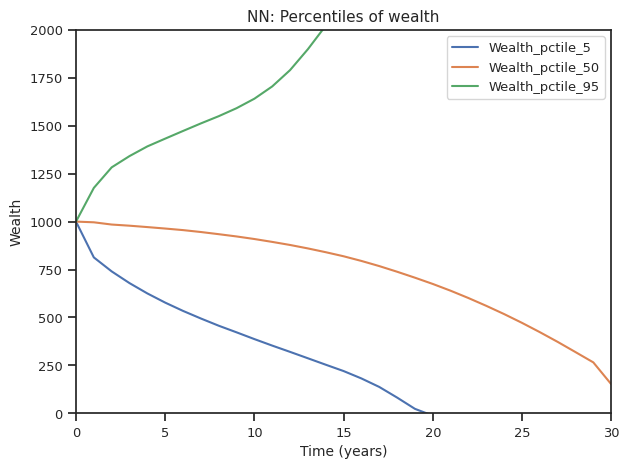 NN: Percentiles of wealth
Wealth_pctile_5
Wealth_pctile_50
Wealth_pctile_95
Wealth
2000
1750
1500
1250
1000
750
500
250
0
0 5 10 15 20 25 30
Time (years)